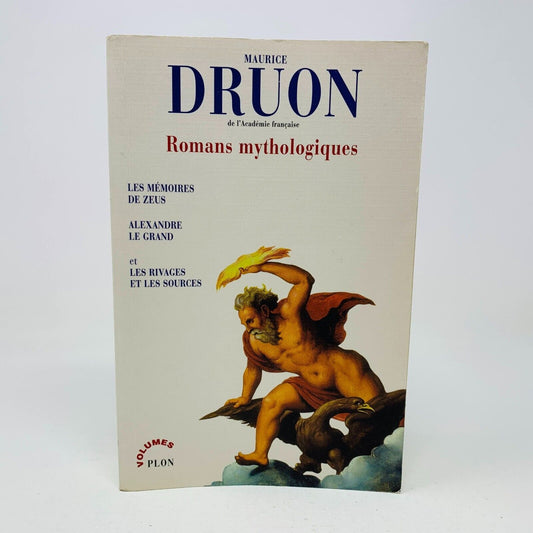 MAURICE
DRUON
de l'Académie française
Romans mythologiques
LES MÉMOIRES
DE ZEUS
ALEXANDRE
LE GRAND
et
LES RIVAGES
ET LES SOURCES
VOLUMES
PLON